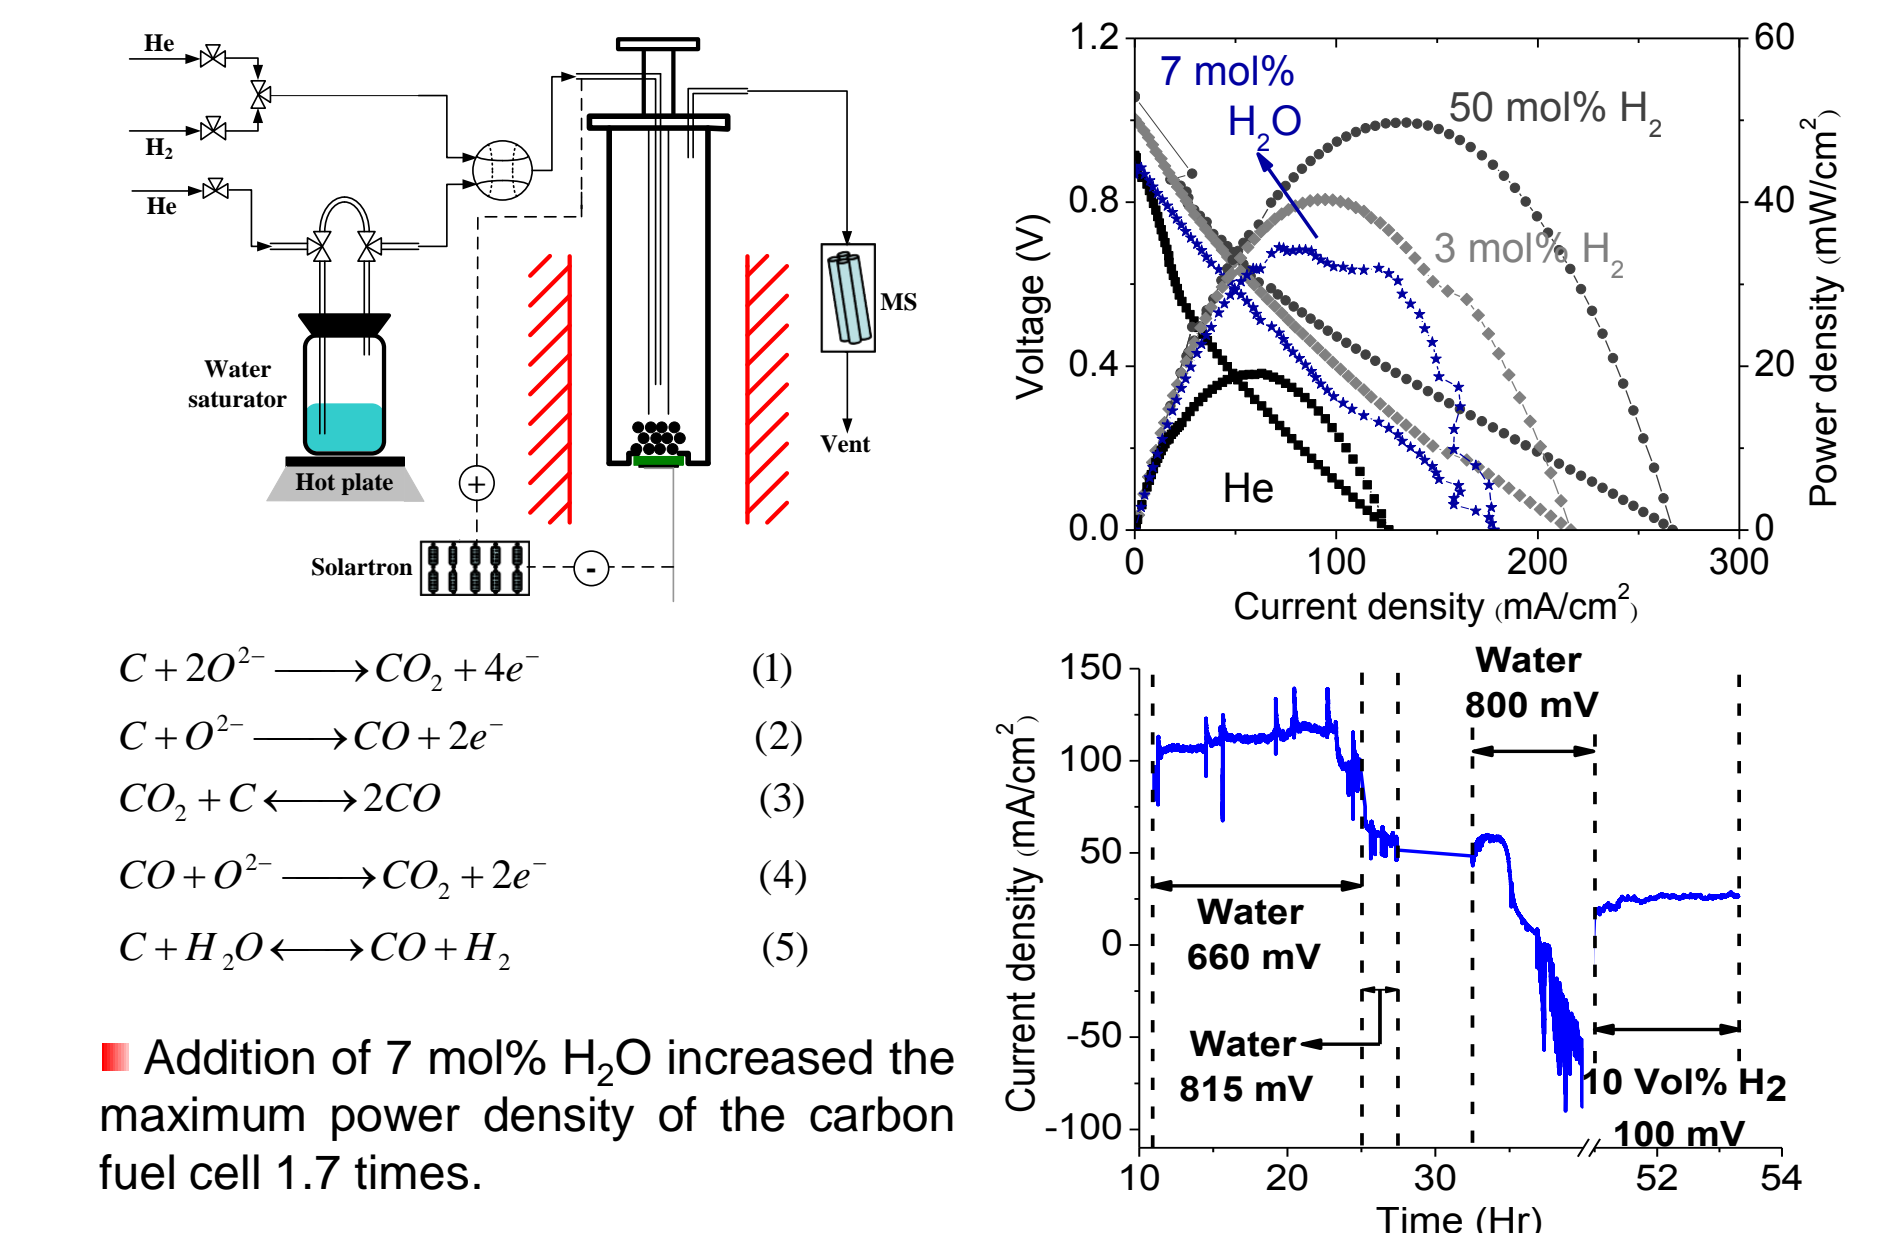 He
H₂
He
Water
saturator
Hot plate
+
Solartron
-
MS
Vent
1.2
0.8
0.4
0.0
Voltage (V)
60
40
20
0
Power density (mW/cm²)
7 mol%
H₂O
50 mol% H₂
3 mol% H₂
He
0 100 200 300
Current density (mA/cm²)
C + 2O²⁻ ⟶ CO₂ + 4e⁻ (1)
C + O²⁻ ⟶ CO + 2e⁻ (2)
CO₂ + C ⟷ 2CO (3)
CO + O²⁻ ⟶ CO₂ + 2e⁻ (4)
C + H₂O ⟷ CO + H₂ (5)
Addition of 7 mol% H₂O increased the
maximum power density of the carbon
fuel cell 1.7 times.
150
100
50
0
-50
-100
Current density (mA/cm²)
Water
800 mV
Water
660 mV
Water
815 mV
10 Vol% H2
100 mV
10 20 30 52 54
Time (Hr)